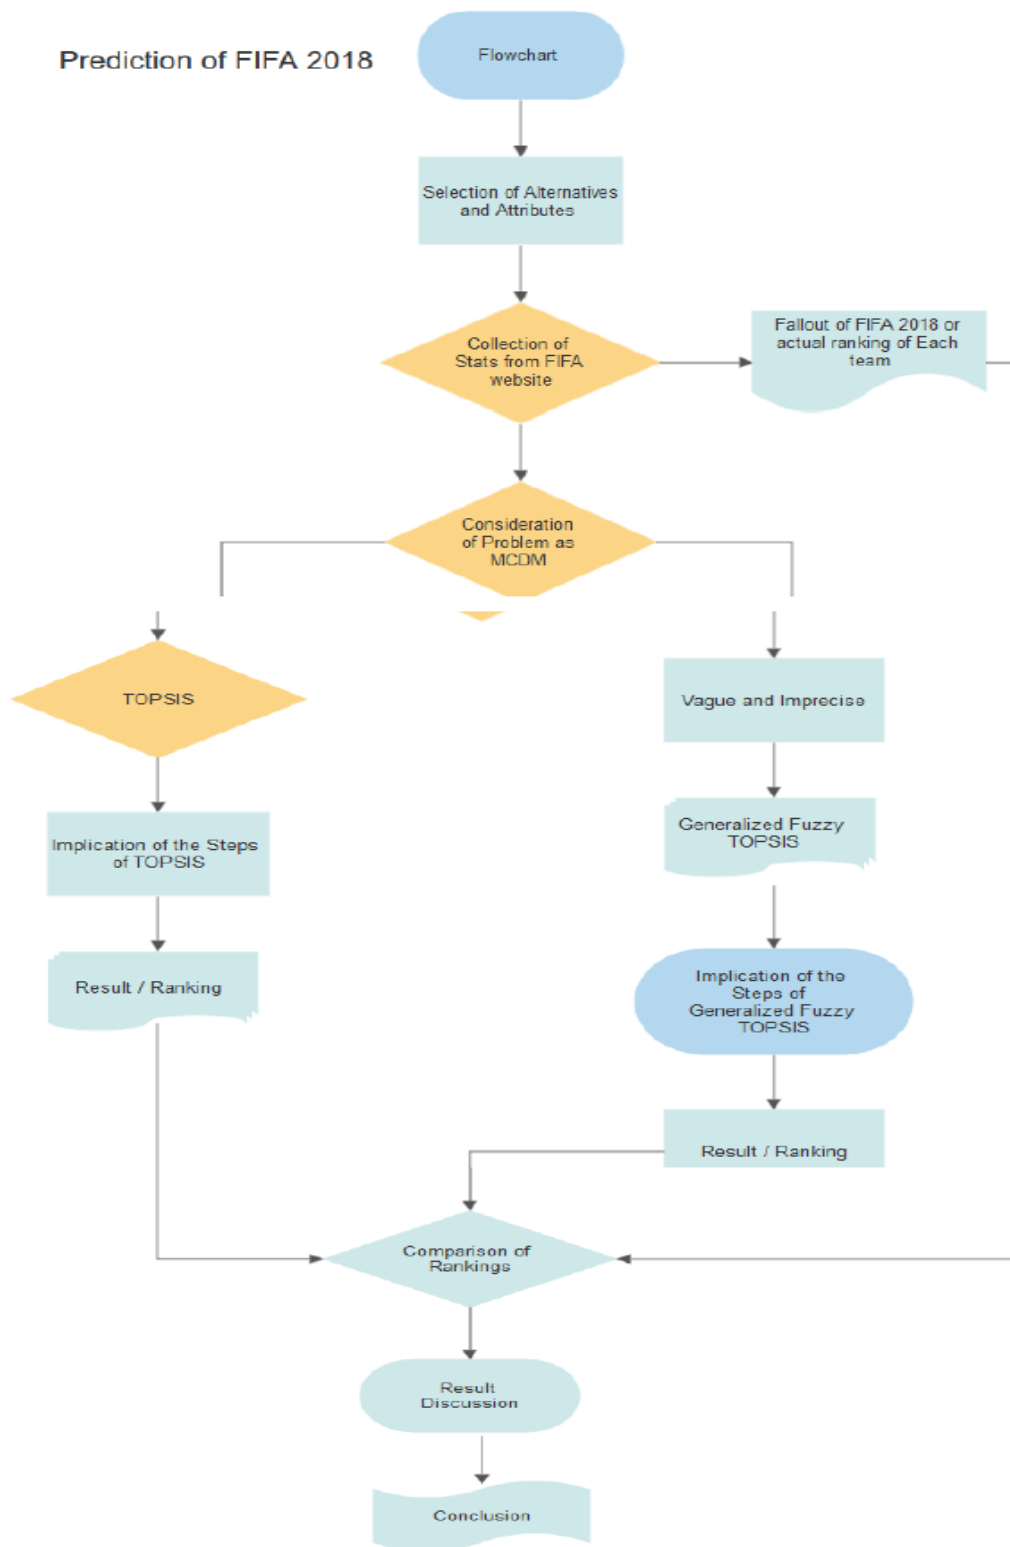 Prediction of FIFA 2018
Flowchart
Selection of Alternatives
and Attributes
Collection of
Stats from FIFA
website
Fallout of FIFA 2018 or
actual ranking of Each
team
Consideration
of Problem as
MCDM
TOPSIS
Vague and Imprecise
Implication of the Steps
of TOPSIS
Generalized Fuzzy
TOPSIS
Result / Ranking
Implication of the
Steps of
Generalized Fuzzy
TOPSIS
Result / Ranking
Comparison of
Rankings
Result
Discussion
Conclusion